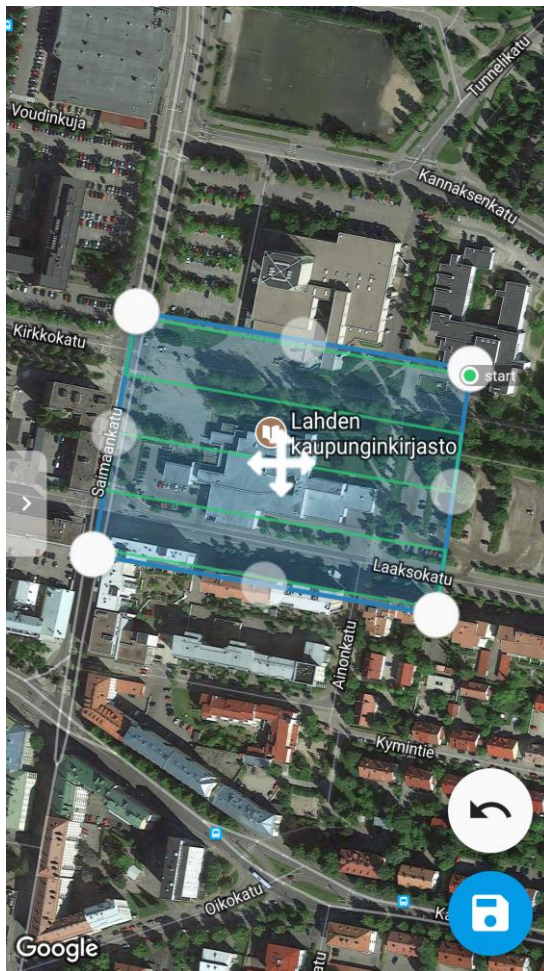 Tunnelikatu
Voudinkuja
Kannaksenkatu
Kirkkokatu
start
Lahden
kaupunginkirjasto
Saimaankatu
Laaksokatu
Ainonkatu
Kymintie
Oikokatu
Google